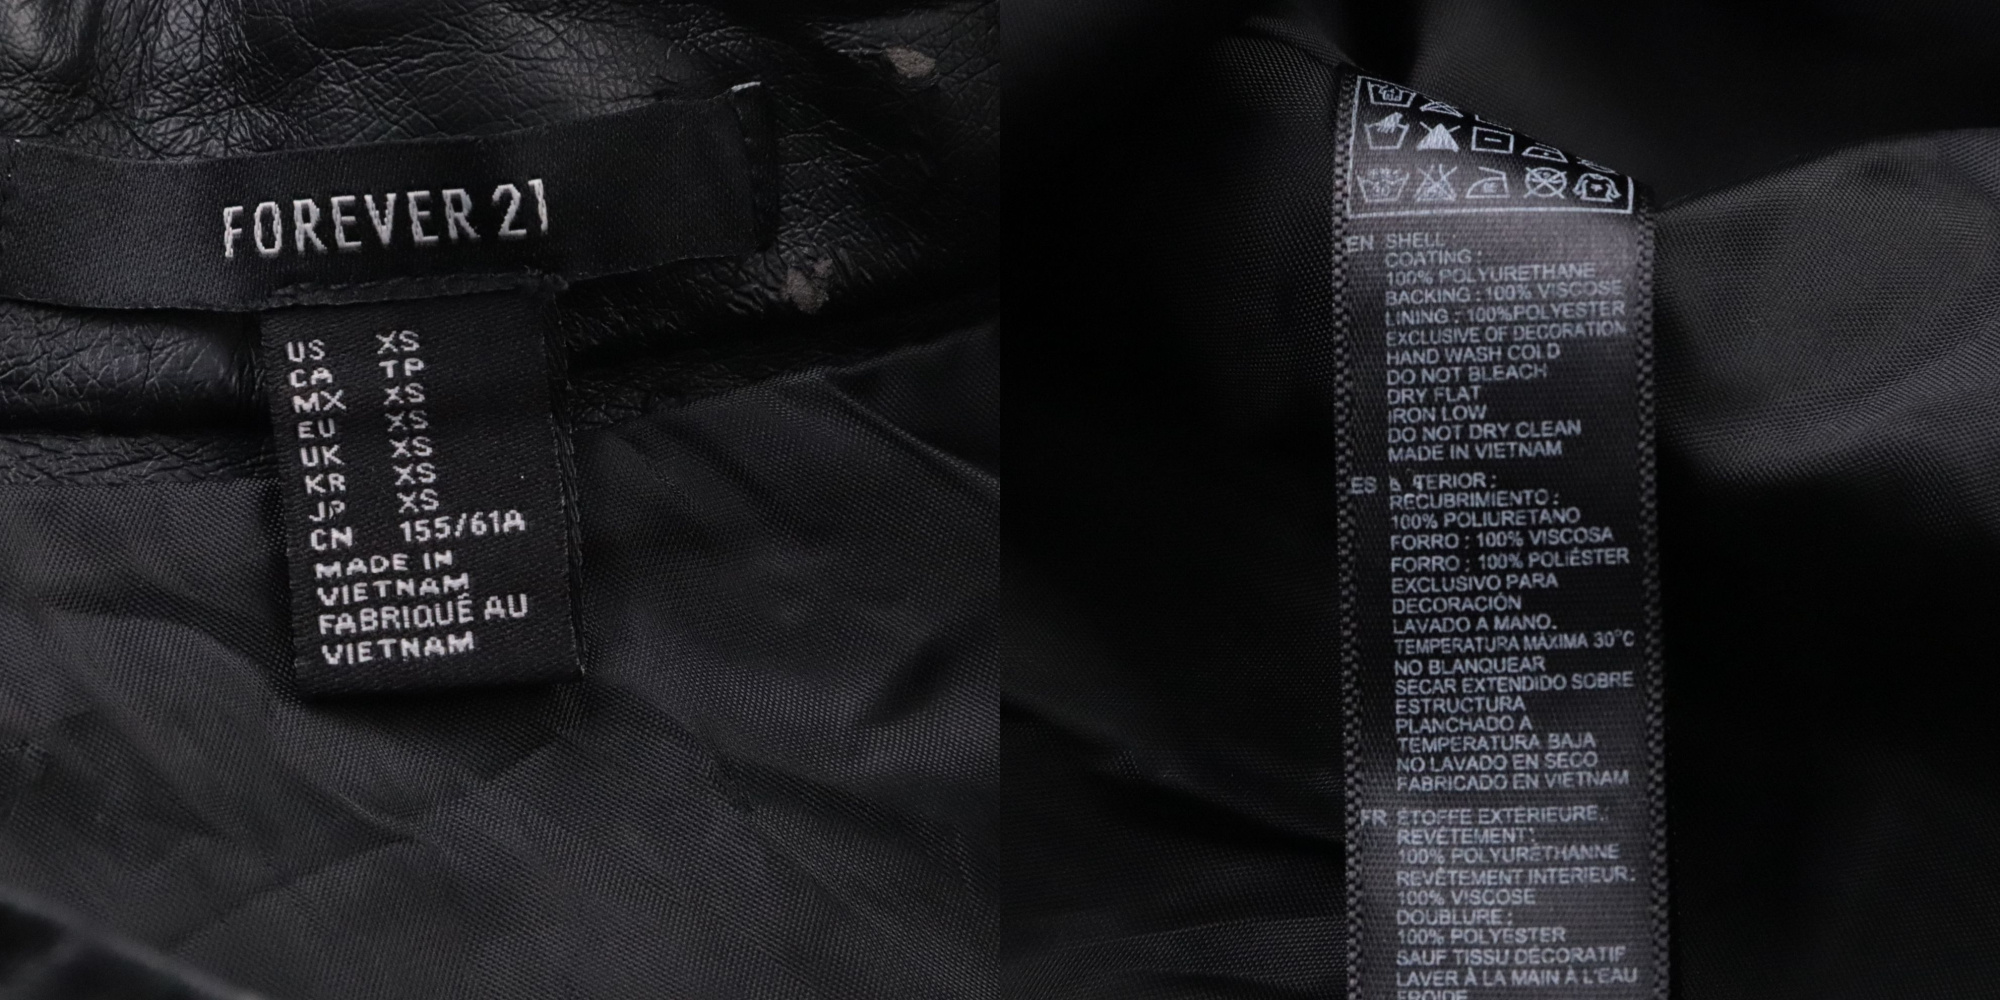 FOREVER 21
US XS
CA TP
MX XS
EU XS
UK XS
KR XS
JP XS
CN 155/61A
MADE IN
VIETNAM
FABRIQUÉ AU
VIETNAM
EN SHELL
COATING :
100% POLYURETHANE
BACKING : 100% VISCOSE
LINING : 100%POLYESTER
EXCLUSIVE OF DECORATION
HAND WASH COLD
DO NOT BLEACH
DRY FLAT
IRON LOW
DO NOT DRY CLEAN
MADE IN VIETNAM
ES TERIOR :
RECUBRIMIENTO :
100% POLIURETANO
FORRO : 100% VISCOSA
FORRO : 100% POLIÉSTER
EXCLUSIVO PARA
DECORACIÓN
LAVADO A MANO.
TEMPERATURA MÁXIMA 30°C
NO BLANQUEAR
SECAR EXTENDIDO SOBRE
ESTRUCTURA
PLANCHADO A
TEMPERATURA BAJA
NO LAVADO EN SECO
FABRICADO EN VIETNAM
FR ÉTOFFE EXTÉRIEURE.
REVÊTEMENT:
100% POLYURÉTHANNE
REVÊTEMENT INTERIEUR:
100% VISCOSE
DOUBLURE :
100% POLYESTER
SAUF TISSU DÉCORATIF
LAVER À LA MAIN À L'EAU
FROIDE